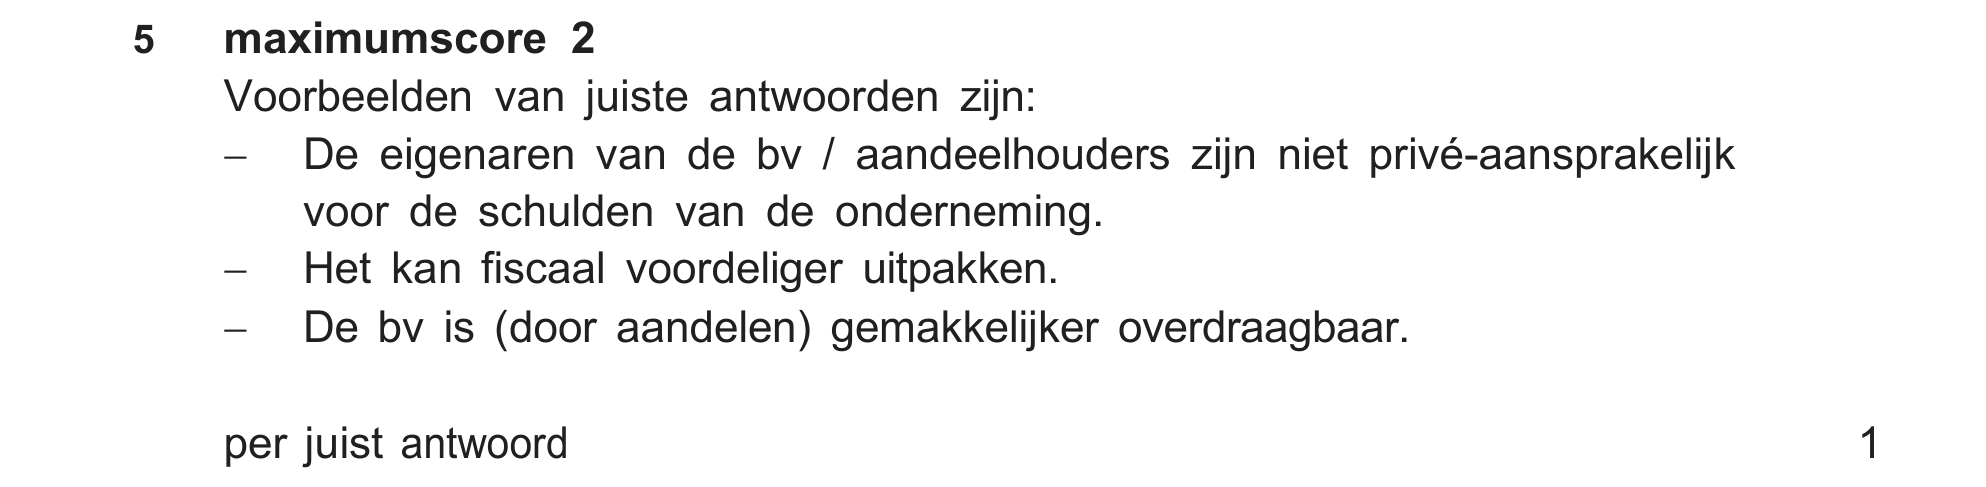 5 maximumscore 2
Voorbeelden van juiste antwoorden zijn:
− De eigenaren van de bv / aandeelhouders zijn niet privé-aansprakelijk
voor de schulden van de onderneming.
− Het kan fiscaal voordeliger uitpakken.
− De bv is (door aandelen) gemakkelijker overdraagbaar.
per juist antwoord 1